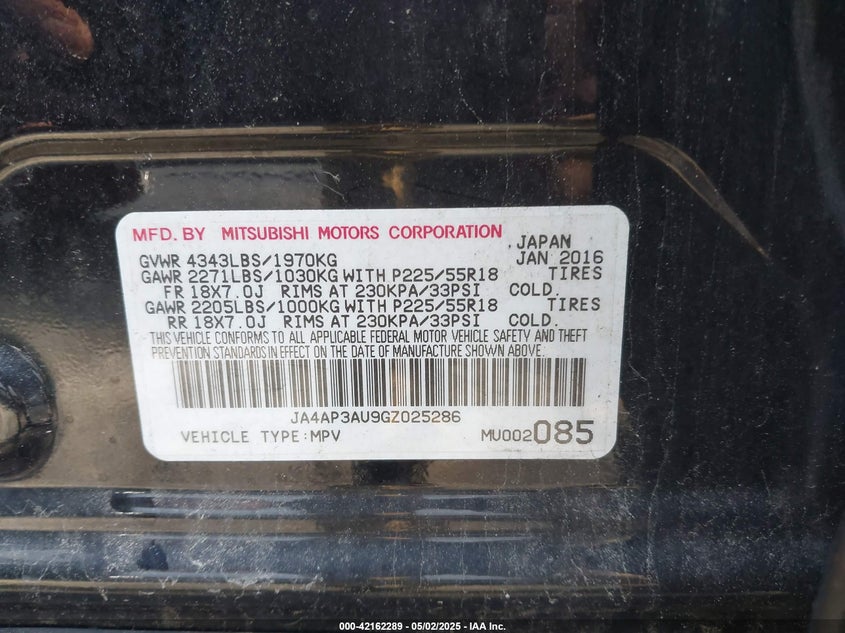 MFD. BY MITSUBISHI MOTORS CORPORATION JAPAN
GVWR 4343LBS/1970KG JAN 2016
GAWR 2271LBS/1030KG WITH P225/55R18 TIRES
FR 18X7.0J RIMS AT 230KPA/33PSI COLD.
GAWR 2205LBS/1000KG WITH P225/55R18 TIRES
RR 18X7.0J RIMS AT 230KPA/33PSI COLD.
THIS VEHICLE CONFORMS TO ALL APPLICABLE FEDERAL MOTOR VEHICLE SAFETY AND THEFT
PREVENTION STANDARDS IN EFFECT ON THE DATE OF MANUFACTURE SHOWN ABOVE.
JA4AP3AU9GZ025286
VEHICLE TYPE:MPV MU002085
000-42162289 - 05/02/2025 - IAA Inc.